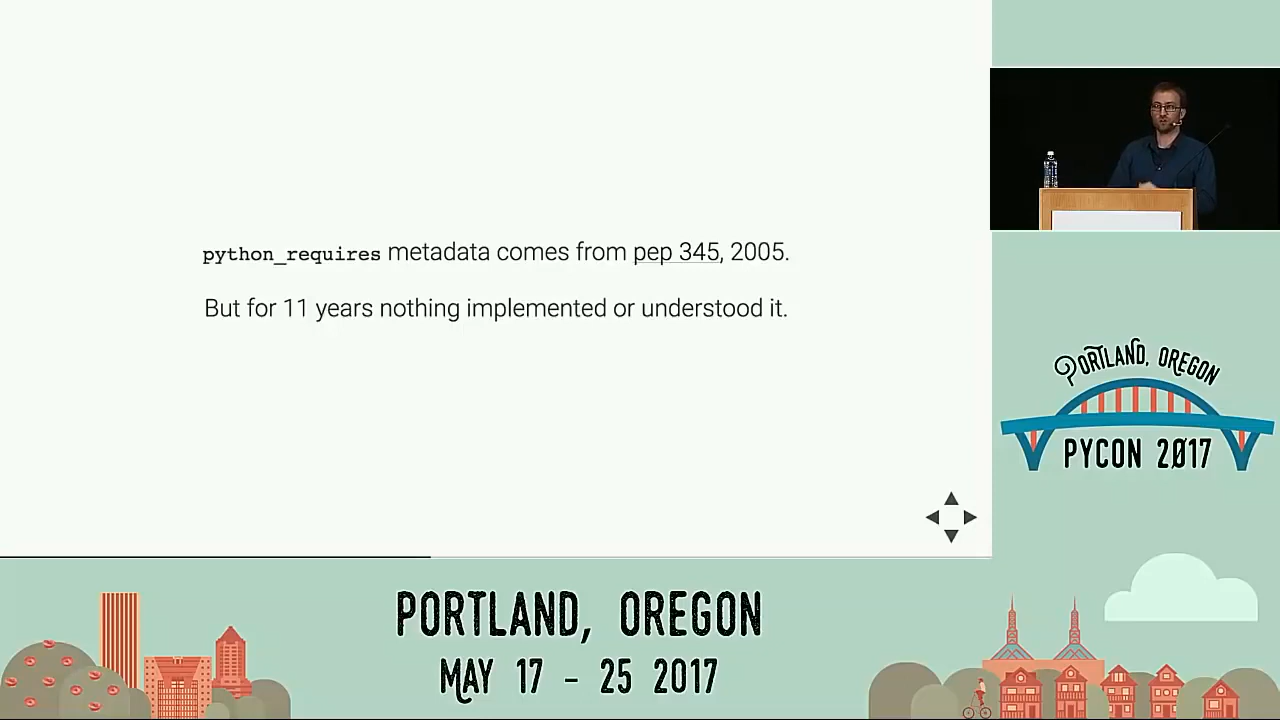 python_requires metadata comes from pep 345, 2005.
But for 11 years nothing implemented or understood it.
PORTLAND, OREGON
PYCON 2017
PORTLAND, OREGON
MAY 17 - 25 2017